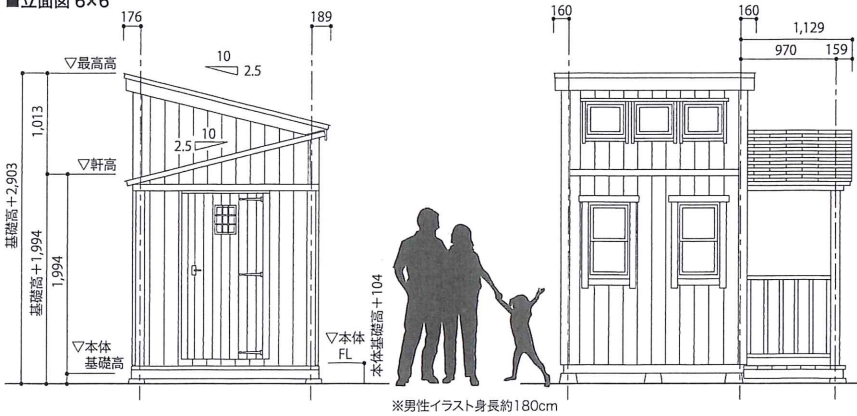 ■立面図 6×6
176
189
10
2.5
▽最高高
1,013
10
2.5
▽軒高
基礎高+2,903
基礎高+1,994
1,994
▽本体
基礎高
▽本体
FL
本体基礎高+104
※男性イラスト身長約180cm
160
160
1,129
970
159